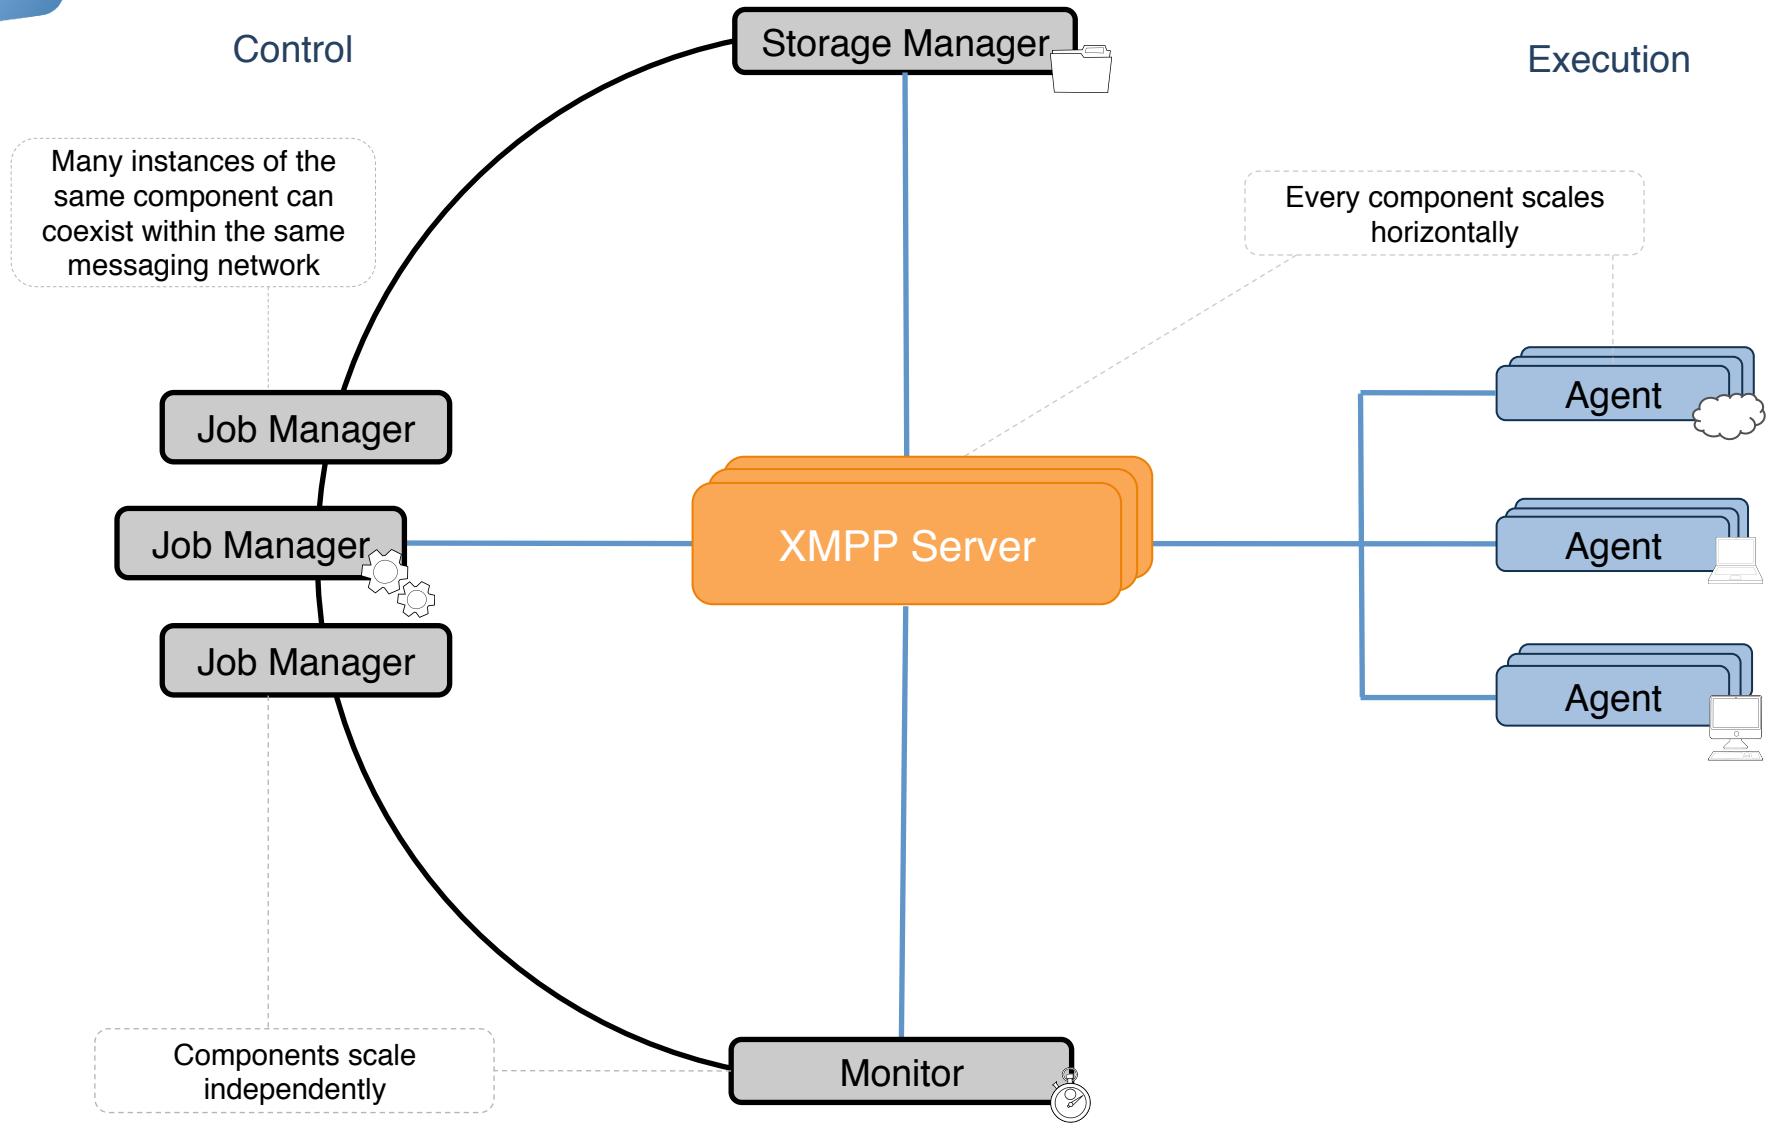 Control
Storage Manager
Execution
Many instances of the
same component can
coexist within the same
messaging network
Every component scales
horizontally
Job Manager
Job Manager
Job Manager
XMPP Server
Agent
Agent
Agent
Components scale
independently
Monitor